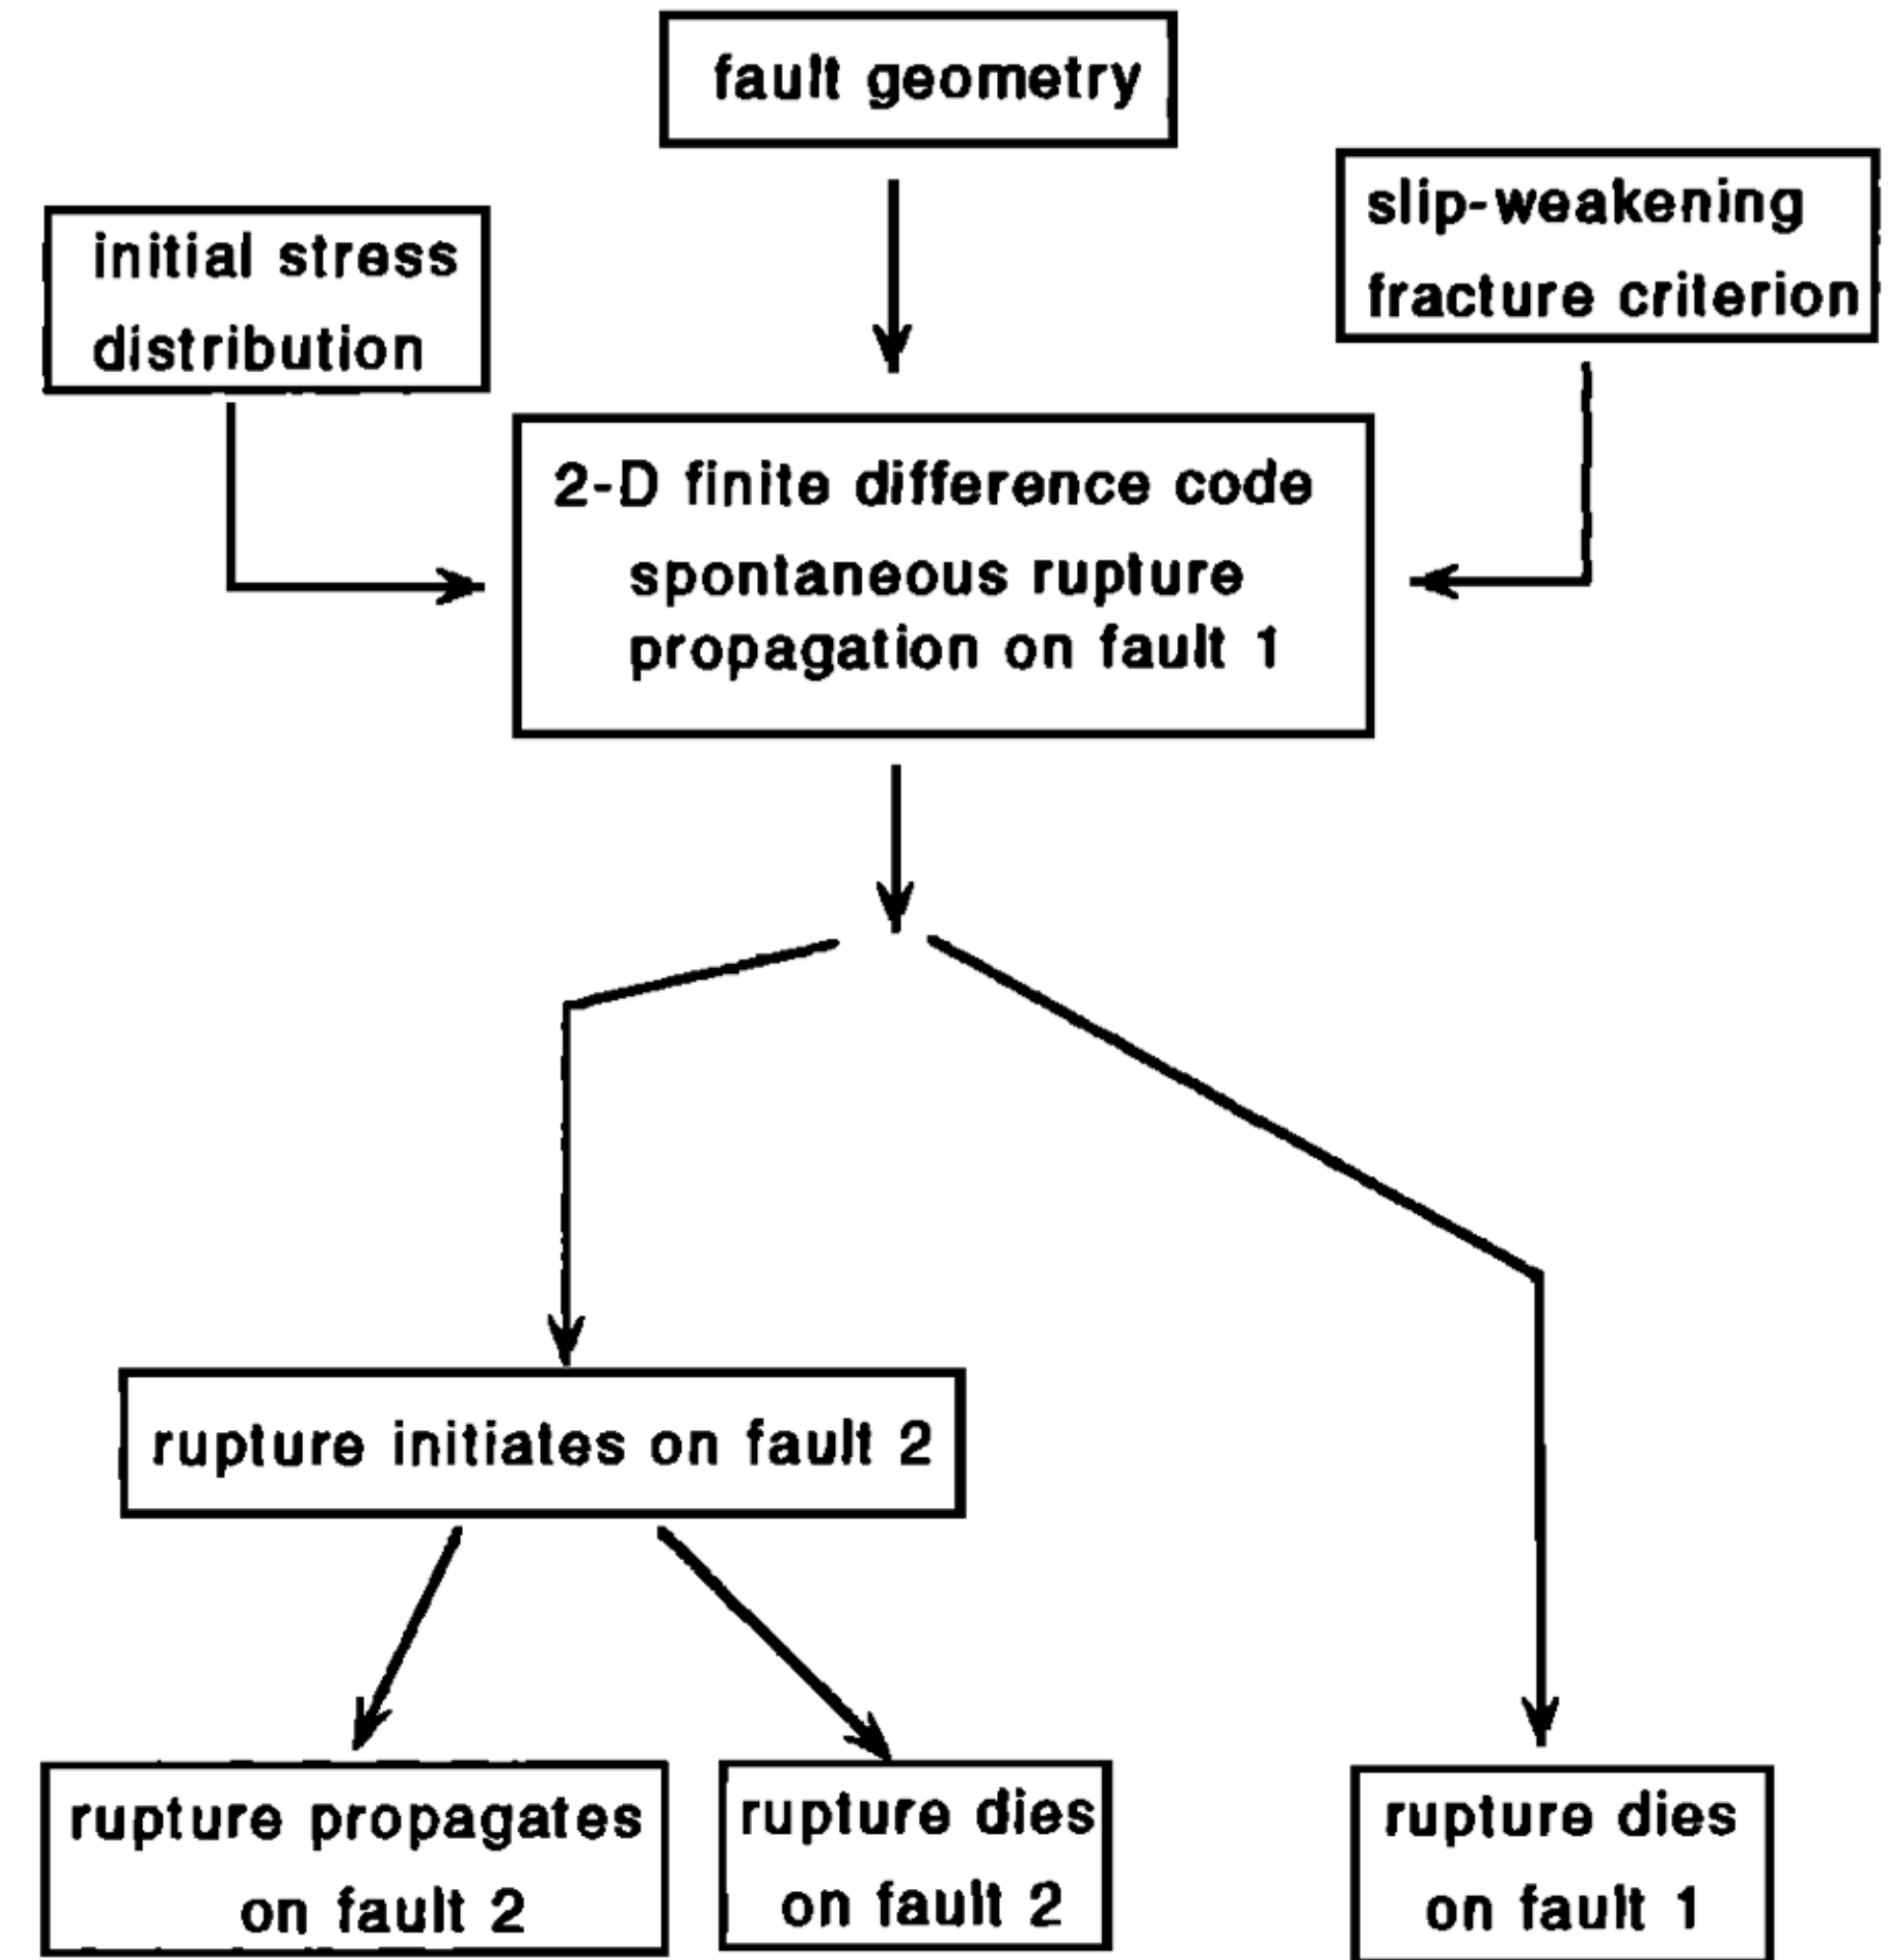 fault geometry
slip-weakening
fracture criterion
initial stress
distribution
2-D finite difference code
spontaneous rupture
propagation on fault 1
rupture initiates on fault 2
rupture propagates
on fault 2
rupture dies
on fault 2
rupture dies
on fault 1